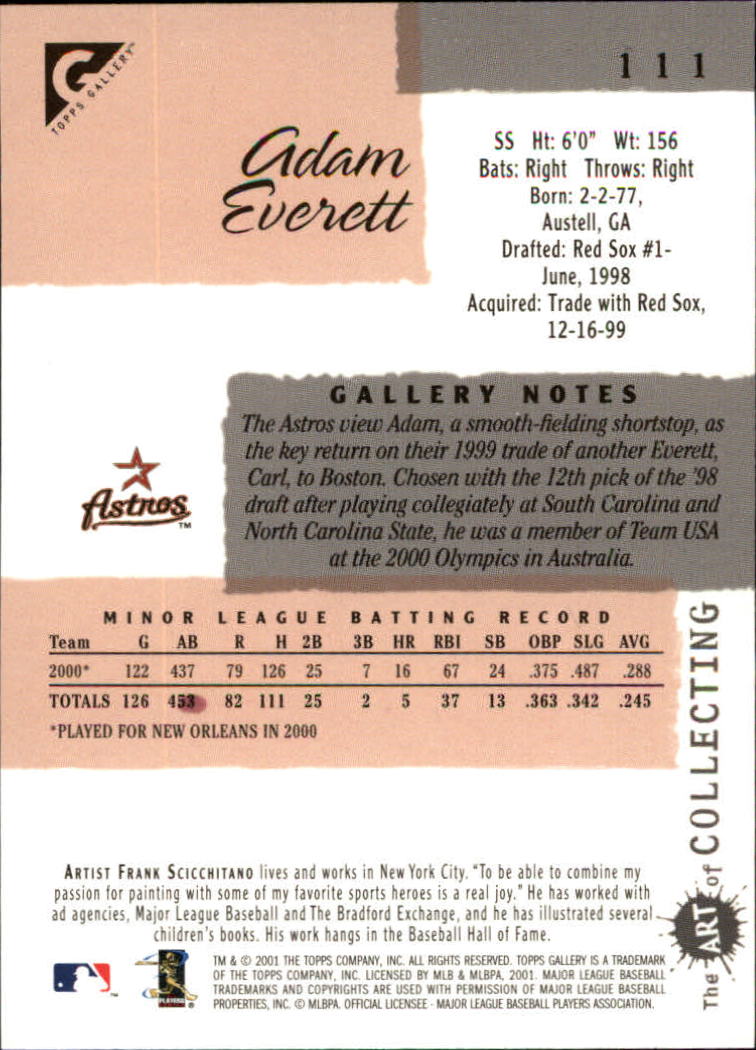 G
TOPPS GALLERY™
111
Adam
Everett
SS Ht: 6'0" Wt: 156
Bats: Right Throws: Right
Born: 2-2-77,
Austell, GA
Drafted: Red Sox #1-
June, 1998
Acquired: Trade with Red Sox,
12-16-99
GALLERY NOTES
The Astros view Adam, a smooth-fielding shortstop, as
the key return on their 1999 trade of another Everett,
Carl, to Boston. Chosen with the 12th pick of the '98
draft after playing collegiately at South Carolina and
North Carolina State, he was a member of Team USA
at the 2000 Olympics in Australia.
Astros™
MINOR LEAGUE BATTING RECORD
Team G AB R H 2B 3B HR RBI SB OBP SLG AVG
2000* 122 437 79 126 25 7 16 67 24 .375 .487 .288
TOTALS 126 453 82 111 25 2 5 37 13 .363 .342 .245
*PLAYED FOR NEW ORLEANS IN 2000
The ART of COLLECTING
ARTIST FRANK SCICCHITANO lives and works in New York City. "To be able to combine my
passion for painting with some of my favorite sports heroes is a real joy." He has worked with
ad agencies, Major League Baseball and The Bradford Exchange, and he has illustrated several
children's books. His work hangs in the Baseball Hall of Fame.
TM & © 2001 THE TOPPS COMPANY, INC. ALL RIGHTS RESERVED. TOPPS GALLERY IS A TRADEMARK
OF THE TOPPS COMPANY, INC. LICENSED BY MLB & MLBPA, 2001. MAJOR LEAGUE BASEBALL
TRADEMARKS AND COPYRIGHTS ARE USED WITH PERMISSION OF MAJOR LEAGUE BASEBALL
PROPERTIES, INC. © MLBPA. OFFICIAL LICENSEE - MAJOR LEAGUE BASEBALL PLAYERS ASSOCIATION.
™
PLAYERS
®